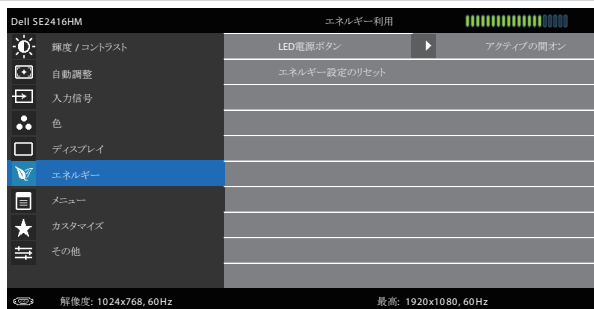 Dell SE2416HM エネルギー利用
輝度 / コントラスト LED電源ボタン アクティブの間オン
自動調整 エネルギー設定のリセット
入力信号
色
ディスプレイ
エネルギー
メニュー
カスタマイズ
その他
解像度: 1024x768, 60Hz 最高: 1920x1080, 60Hz